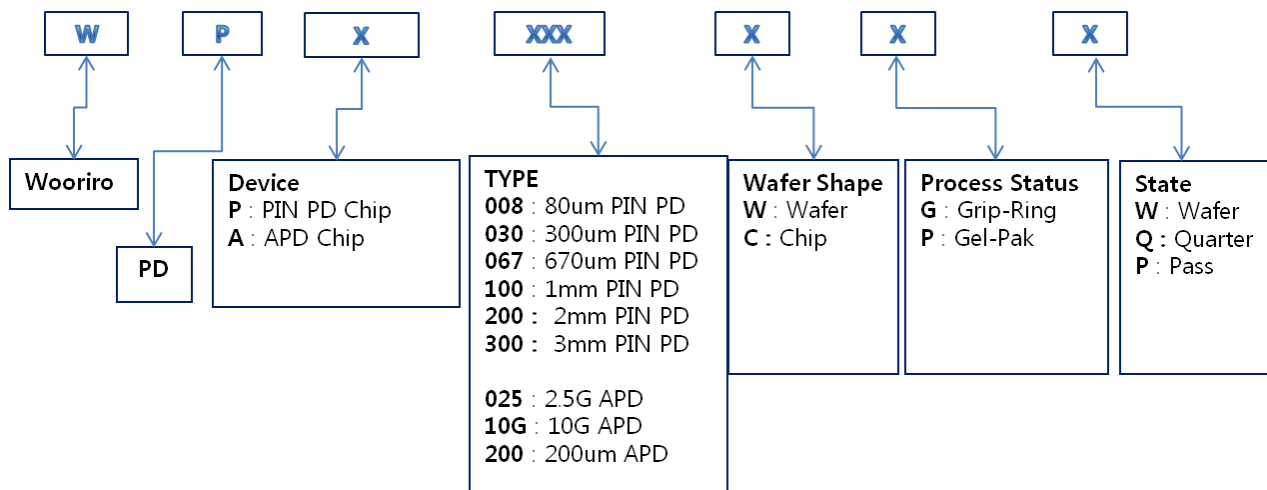 W P X XXX X X X
Wooriro
PD
Device
P : PIN PD Chip
A : APD Chip
TYPE
008 : 80um PIN PD
030 : 300um PIN PD
067 : 670um PIN PD
100 : 1mm PIN PD
200 : 2mm PIN PD
300 : 3mm PIN PD
025 : 2.5G APD
10G : 10G APD
200 : 200um APD
Wafer Shape
W : Wafer
C : Chip
Process Status
G : Grip-Ring
P : Gel-Pak
State
W : Wafer
Q : Quarter
P : Pass